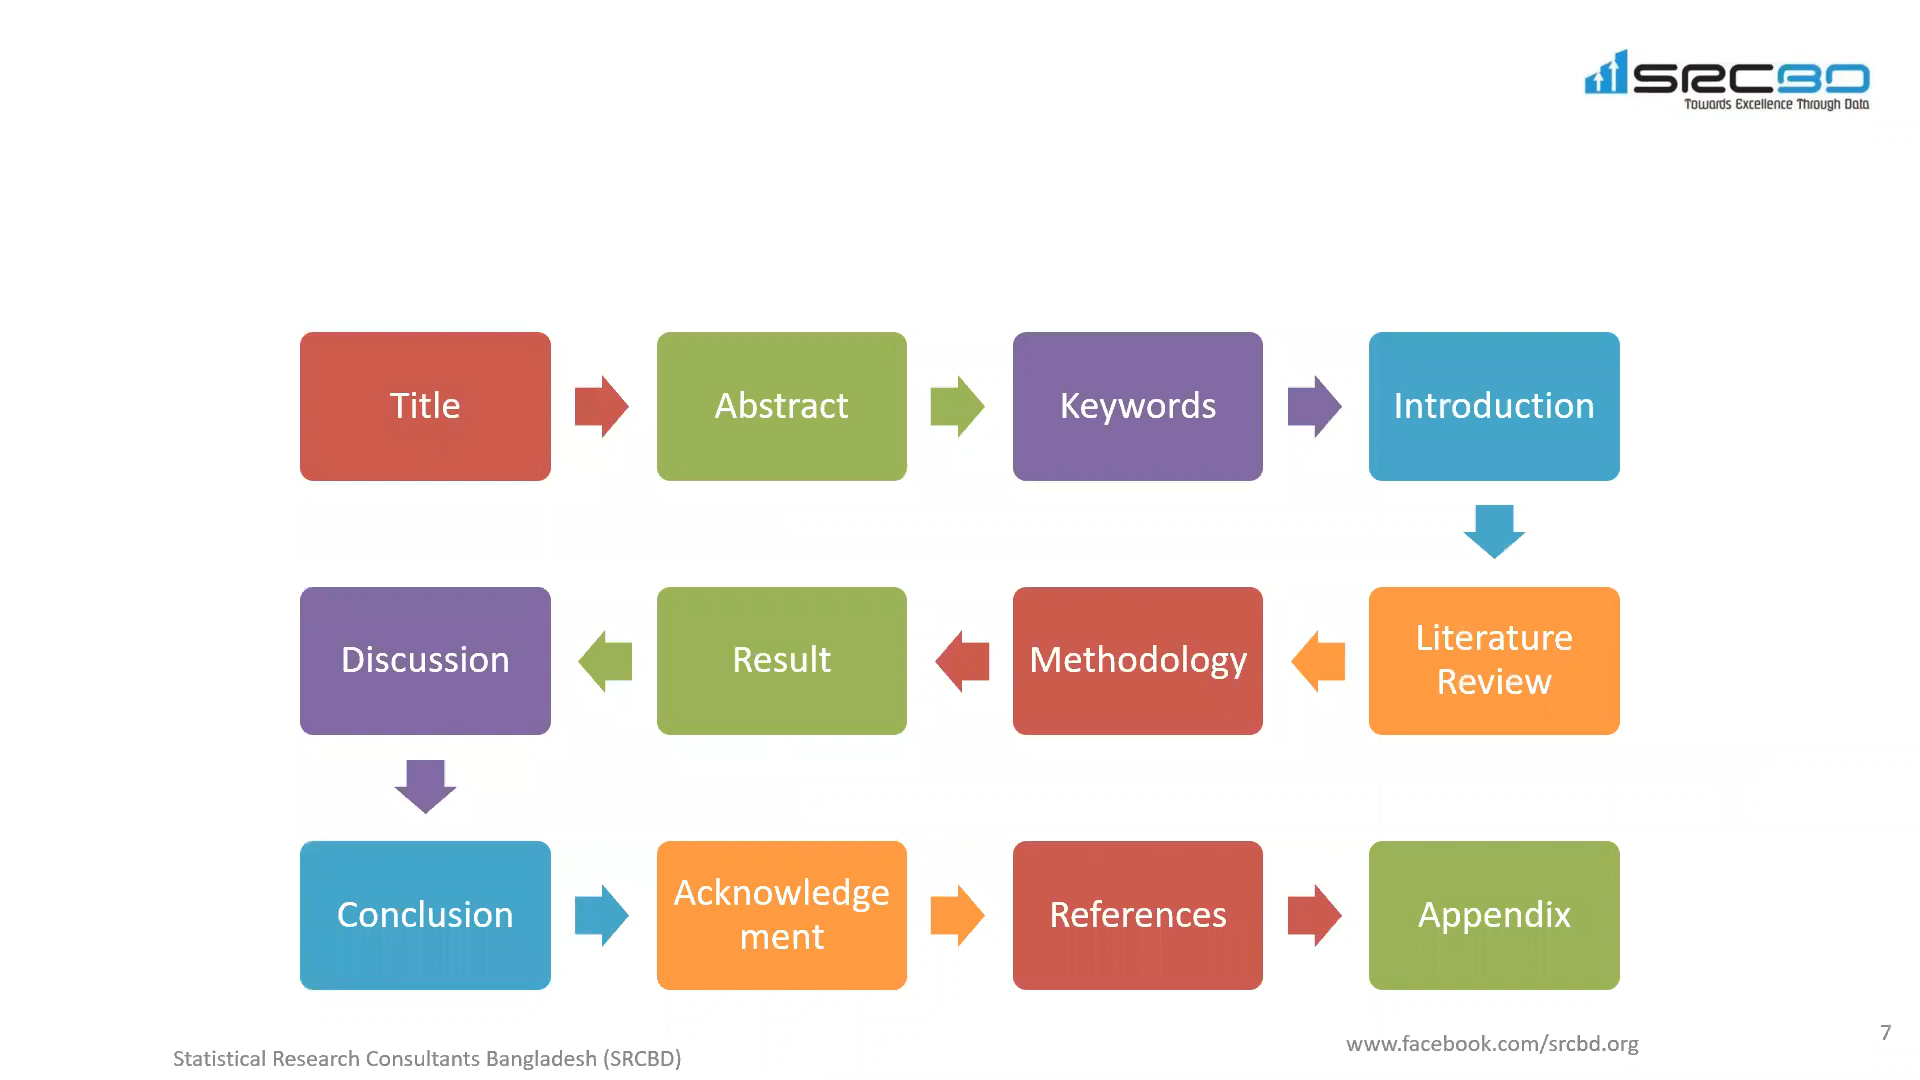 SRCBD
Towards Excellence Through Data
Title
Abstract
Keywords
Introduction
Literature
Review
Methodology
Result
Discussion
Conclusion
Acknowledge
ment
References
Appendix
Statistical Research Consultants Bangladesh (SRCBD)
www.facebook.com/srcbd.org
7